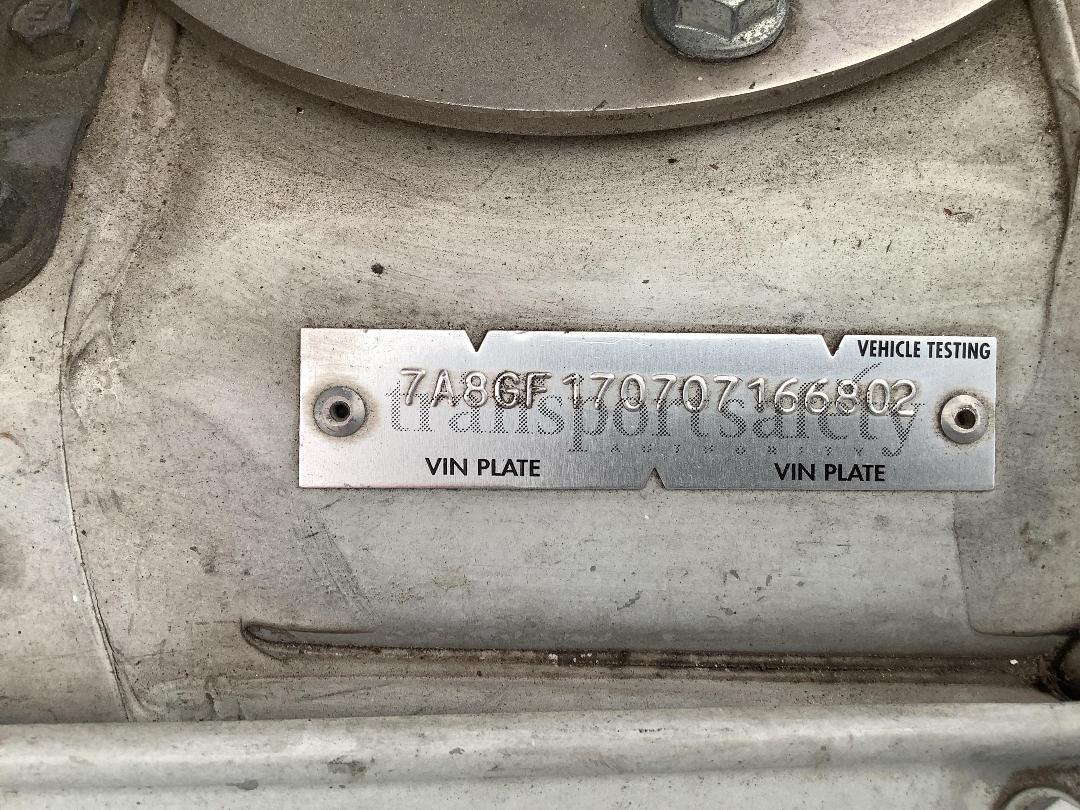 VEHICLE TESTING
7A8GF170707166802
transportsafety
AUTHORITY
VIN PLATE VIN PLATE